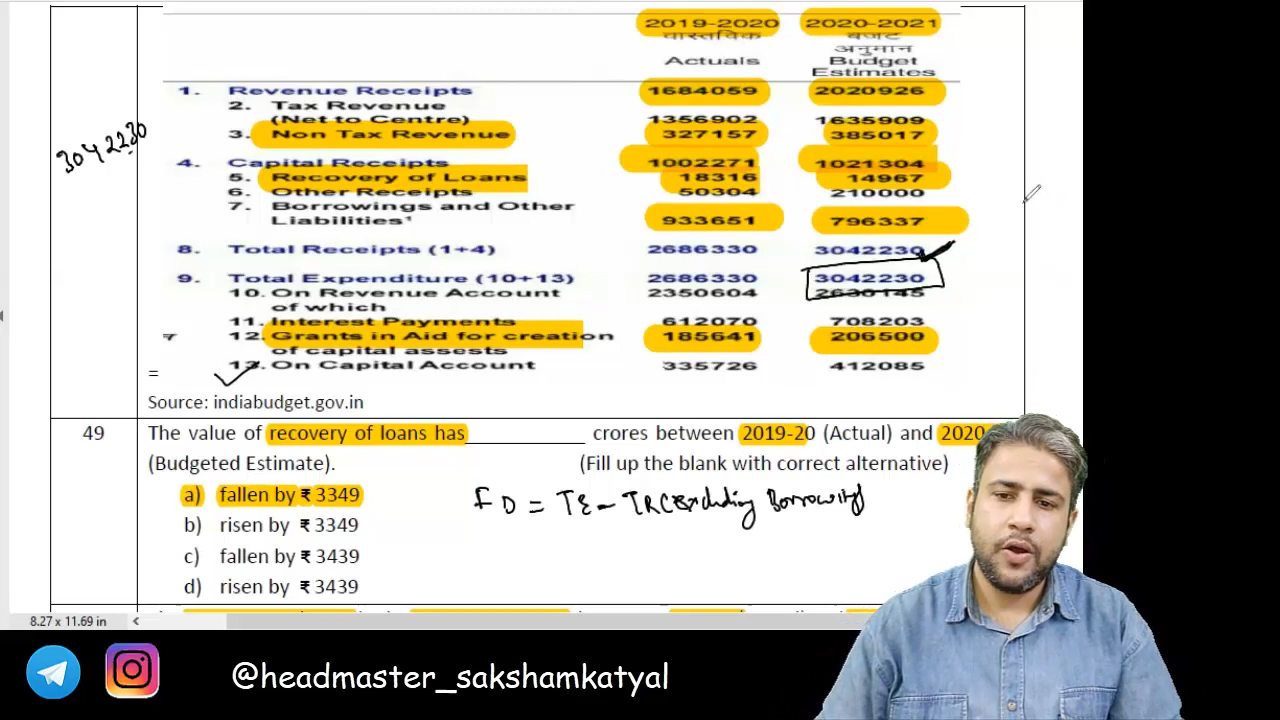 2019-2020 2020-2021
वास्तविक बजट
अनुमान
Actuals Budget
Estimates
1. Revenue Receipts 1684059 2020926
2. Tax Revenue
(Net to Centre) 1356902 1635909
3. Non Tax Revenue 327157 385017
3042230
4. Capital Receipts 1002271 1021304
5. Recovery of Loans 18316 14967
6. Other Receipts 50304 210000
7. Borrowings and Other
Liabilities¹ 933651 796337
8. Total Receipts (1+4) 2686330 3042230
9. Total Expenditure (10+13) 2686330 3042230
10. On Revenue Account 2350604 2630145
of which
11. Interest Payments 612070 708203
12. Grants in Aid for creation 185641 206500
of capital assests
13. On Capital Account 335726 412085
=
Source: indiabudget.gov.in
49 The value of recovery of loans has__________ crores between 2019-20 (Actual) and 2020-
(Budgeted Estimate). (Fill up the blank with correct alternative)
a) fallen by ₹ 3349
F D = TE - TR (Excluding Borrowing)
b) risen by ₹ 3349
c) fallen by ₹ 3439
d) risen by ₹ 3439
8.27 x 11.69 in
@headmaster_sakshamkatyal